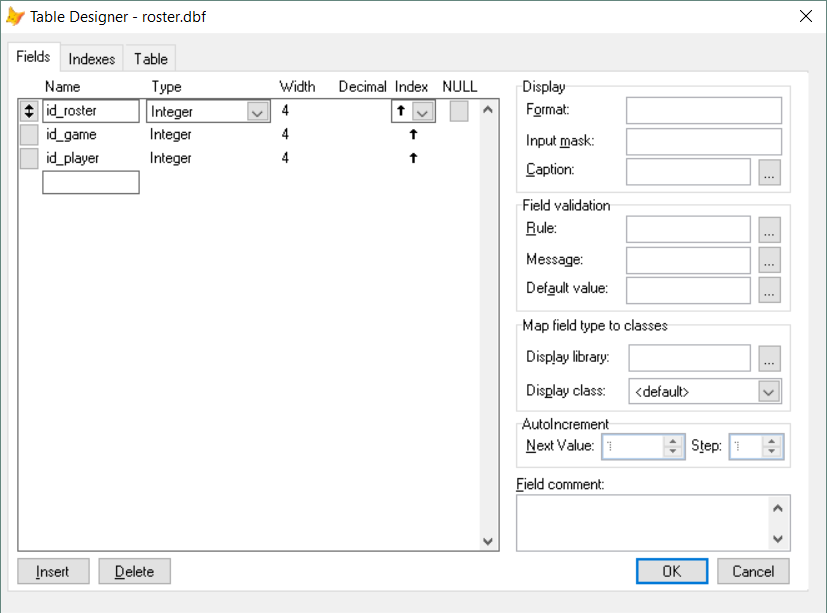 Table Designer - roster.dbf
Fields Indexes Table
Name Type Width Decimal Index NULL
id_roster Integer 4
id_game Integer 4
id_player Integer 4
Display
Format:
Input mask:
Caption: ...
Field validation
Rule: ...
Message: ...
Default value: ...
Map field type to classes
Display library: ...
Display class: <default>
AutoIncrement
Next Value: 1 Step: 1
Field comment:
Insert Delete OK Cancel